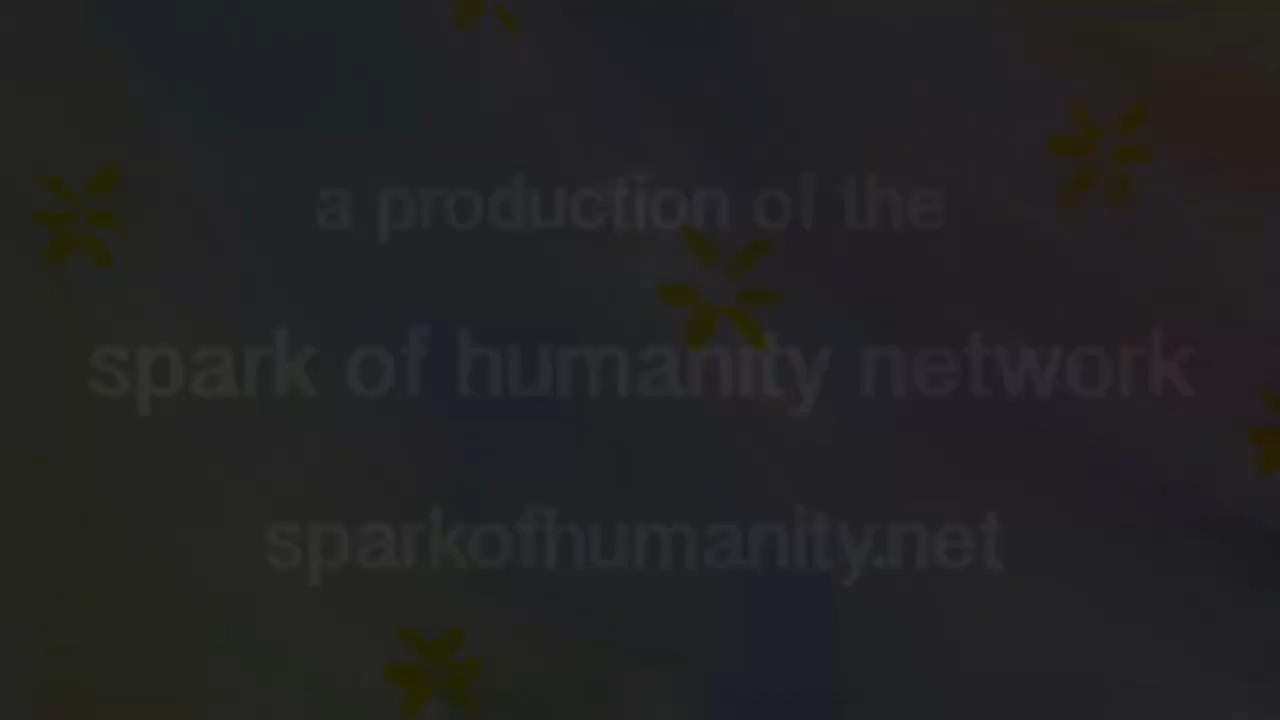 a production of the
spark of humanity network
sparkofhumanity.net